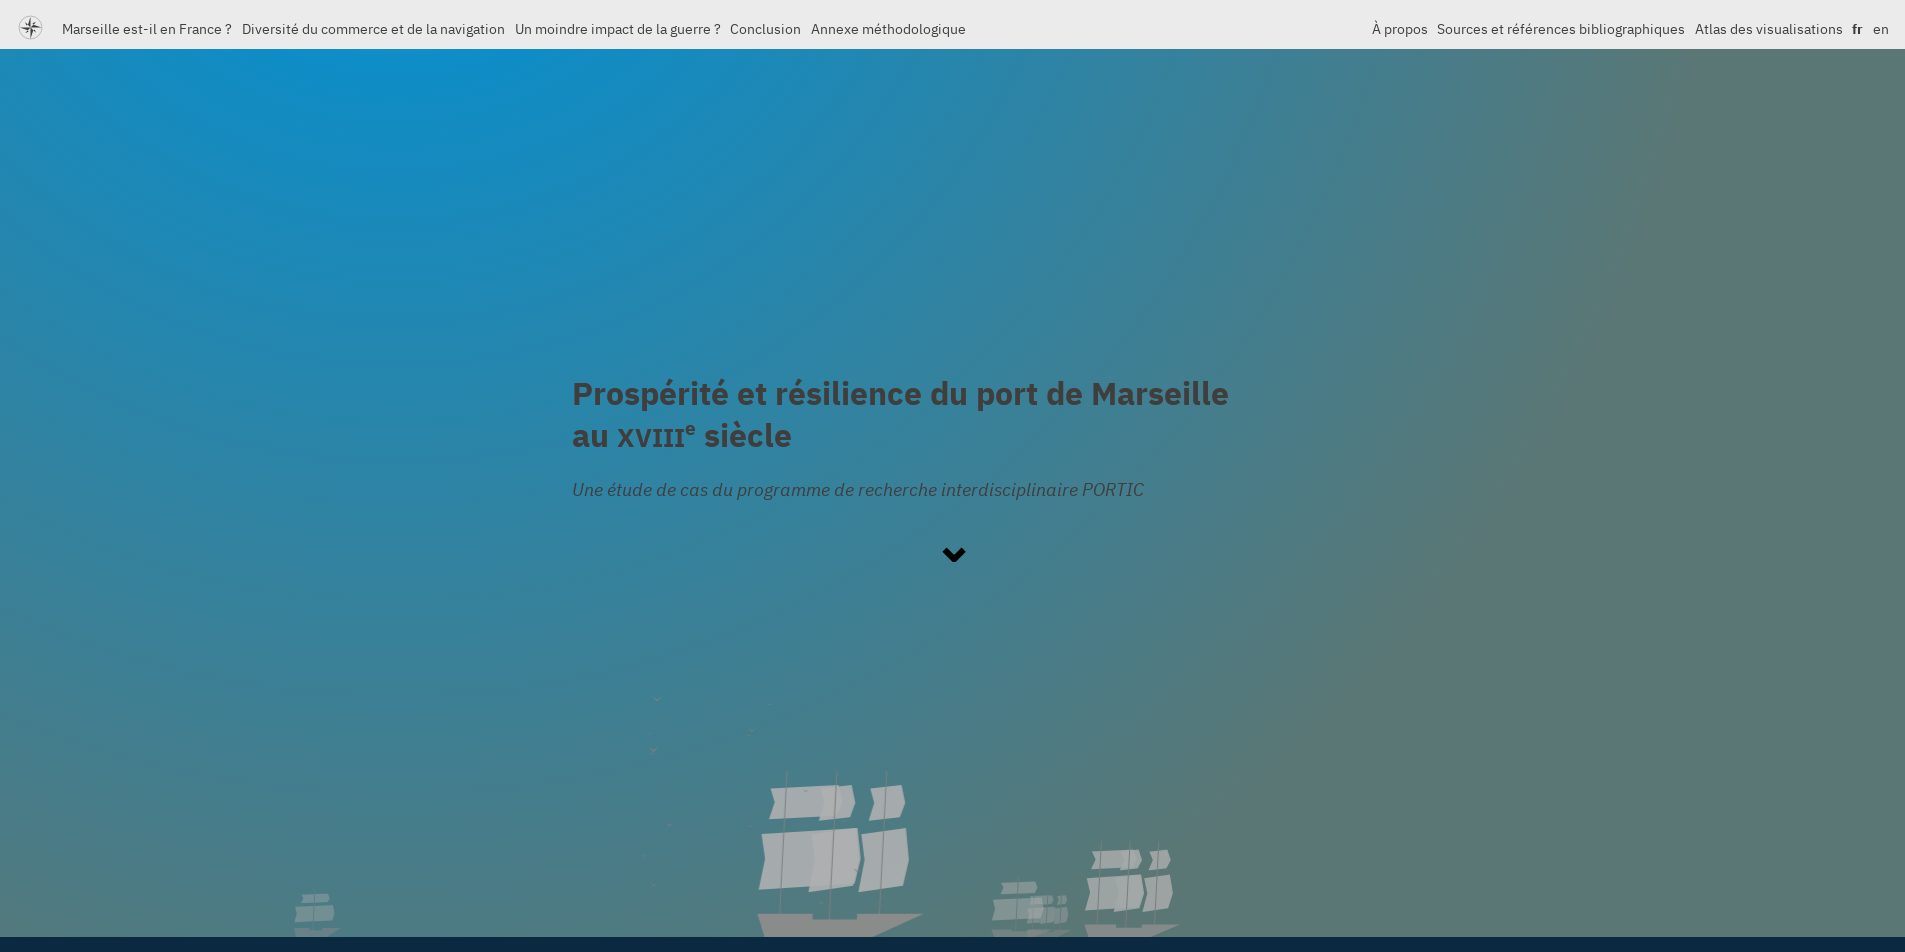 Marseille est-il en France ? Diversité du commerce et de la navigation Un moindre impact de la guerre ? Conclusion Annexe méthodologique À propos Sources et références bibliographiques Atlas des visualisations fr en
Prospérité et résilience du port de Marseille
au XVIIIe siècle
Une étude de cas du programme de recherche interdisciplinaire PORTIC